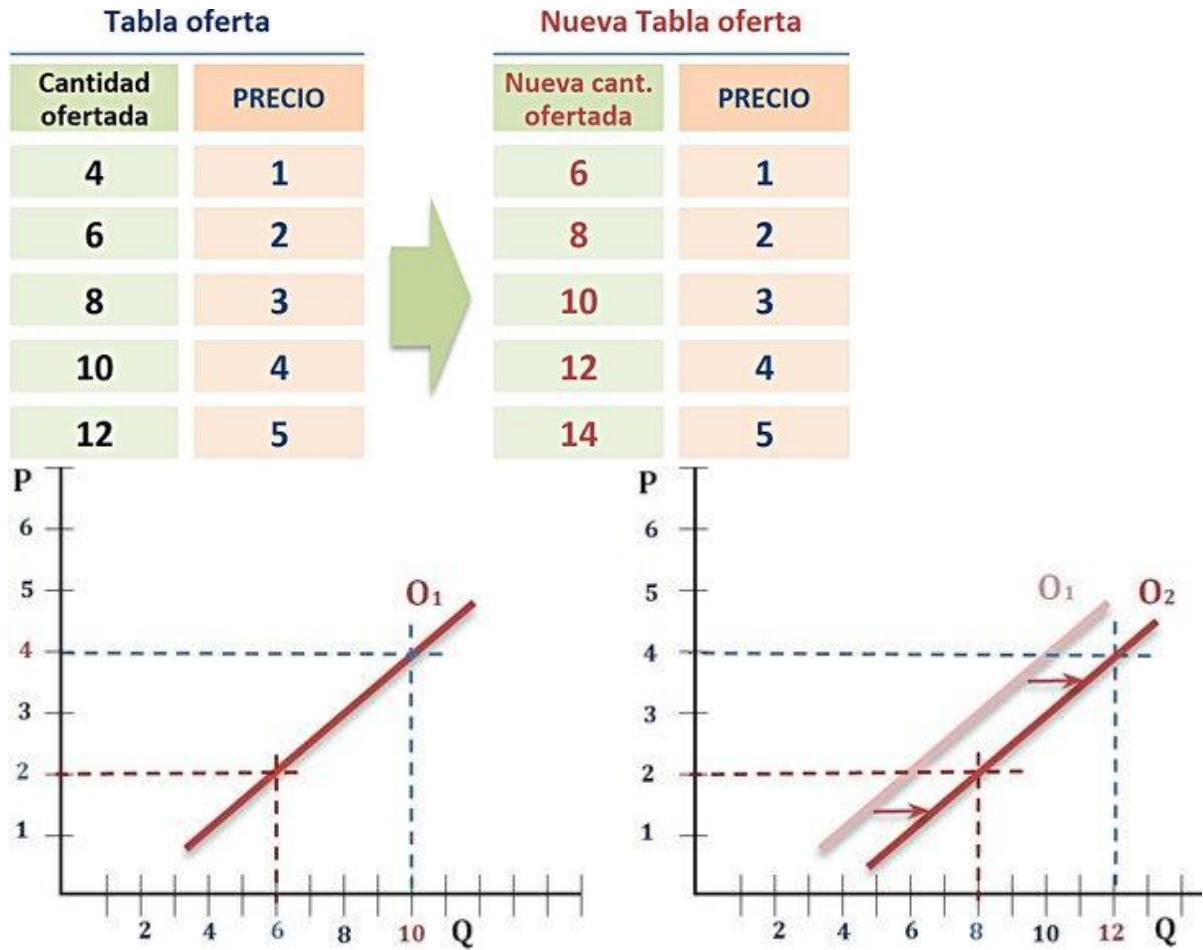 Tabla oferta
Cantidad
ofertada
PRECIO
4 1
6 2
8 3
10 4
12 5
Nueva Tabla oferta
Nueva cant.
ofertada
PRECIO
6 1
8 2
10 3
12 4
14 5
P
6
5
4
3
2
1
O1
2 4 6 8 10 Q
P
6
5
4
3
2
1
O1 O2
2 4 6 8 10 12 Q